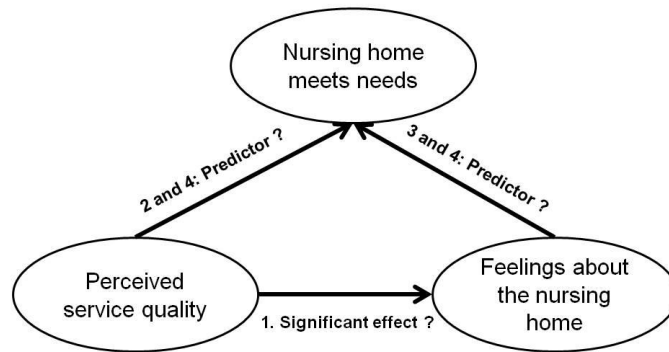 Nursing home
meets needs
2 and 4: Predictor ?
3 and 4: Predictor ?
Perceived
service quality
Feelings about
the nursing
home
1. Significant effect ?